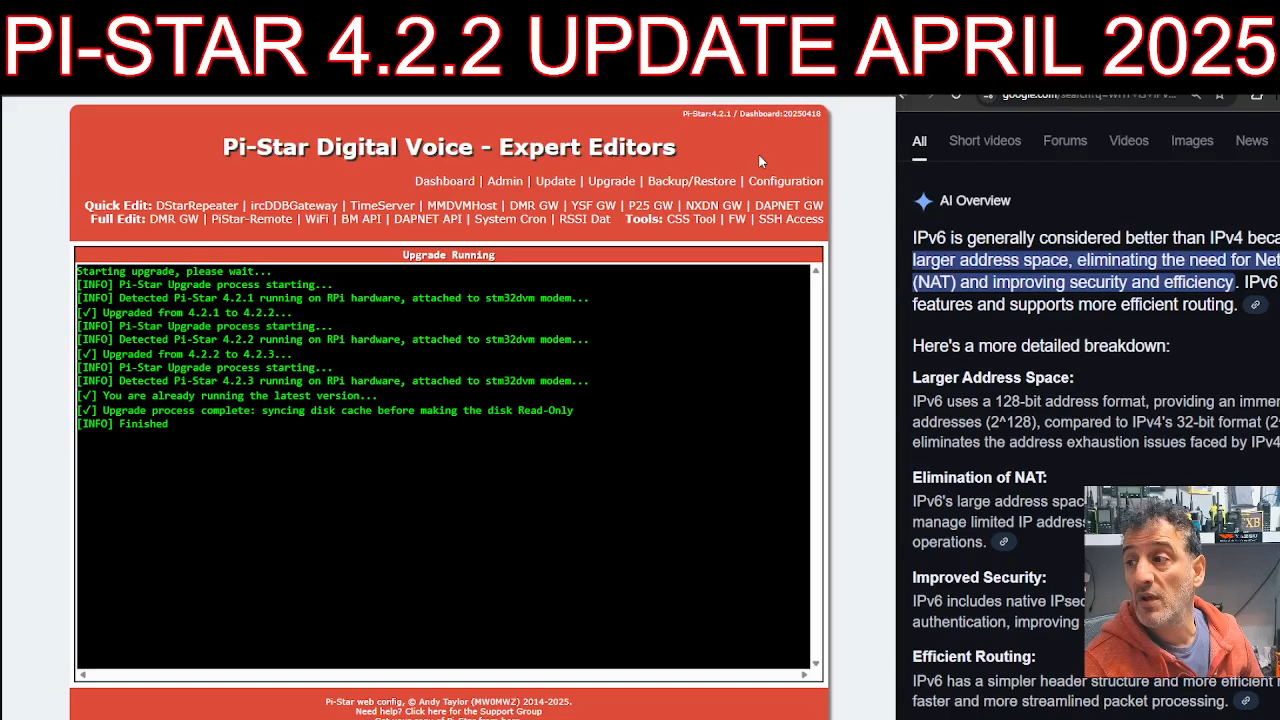 PI-STAR 4.2.2 UPDATE APRIL 2025
Pi-Star:4.2.1 / Dashboard:20250418
Pi-Star Digital Voice - Expert Editors
Dashboard | Admin | Update | Upgrade | Backup/Restore | Configuration
Quick Edit: DStarRepeater | ircDDBGateway | TimeServer | MMDVMHost | DMR GW | YSF GW | P25 GW | NXDN GW | DAPNET GW
Full Edit: DMR GW | PiStar-Remote | WiFi | BM API | DAPNET API | System Cron | RSSI Dat Tools: CSS Tool | FW | SSH Access
Upgrade Running
Starting upgrade, please wait...
[INFO] Pi-Star Upgrade process starting...
[INFO] Detected Pi-Star 4.2.1 running on RPi hardware, attached to stm32dvm modem...
[✓] Upgraded from 4.2.1 to 4.2.2...
[INFO] Pi-Star Upgrade process starting...
[INFO] Detected Pi-Star 4.2.2 running on RPi hardware, attached to stm32dvm modem...
[✓] Upgraded from 4.2.2 to 4.2.3...
[INFO] Pi-Star Upgrade process starting...
[INFO] Detected Pi-Star 4.2.3 running on RPi hardware, attached to stm32dvm modem...
[✓] You are already running the latest version...
[✓] Upgrade process complete: syncing disk cache before making the disk Read-Only
[INFO] Finished
Pi-Star web config, © Andy Taylor (MW0MWZ) 2014-2025.
Need help? Click here for the Support Group
All Short videos Forums Videos Images News
AI Overview
IPv6 is generally considered better than IPv4 beca
larger address space, eliminating the need for Net
(NAT) and improving security and efficiency. IPv6
features and supports more efficient routing.
Here's a more detailed breakdown:
Larger Address Space:
IPv6 uses a 128-bit address format, providing an immen
addresses (2^128), compared to IPv4's 32-bit format (2^
eliminates the address exhaustion issues faced by IPv4
Elimination of NAT:
IPv6's large address spac
manage limited IP address
operations.
Improved Security:
IPv6 includes native IPsec
authentication, improving
Efficient Routing:
IPv6 has a simpler header structure and more efficient
faster and more streamlined packet processing.
XB
YAESU